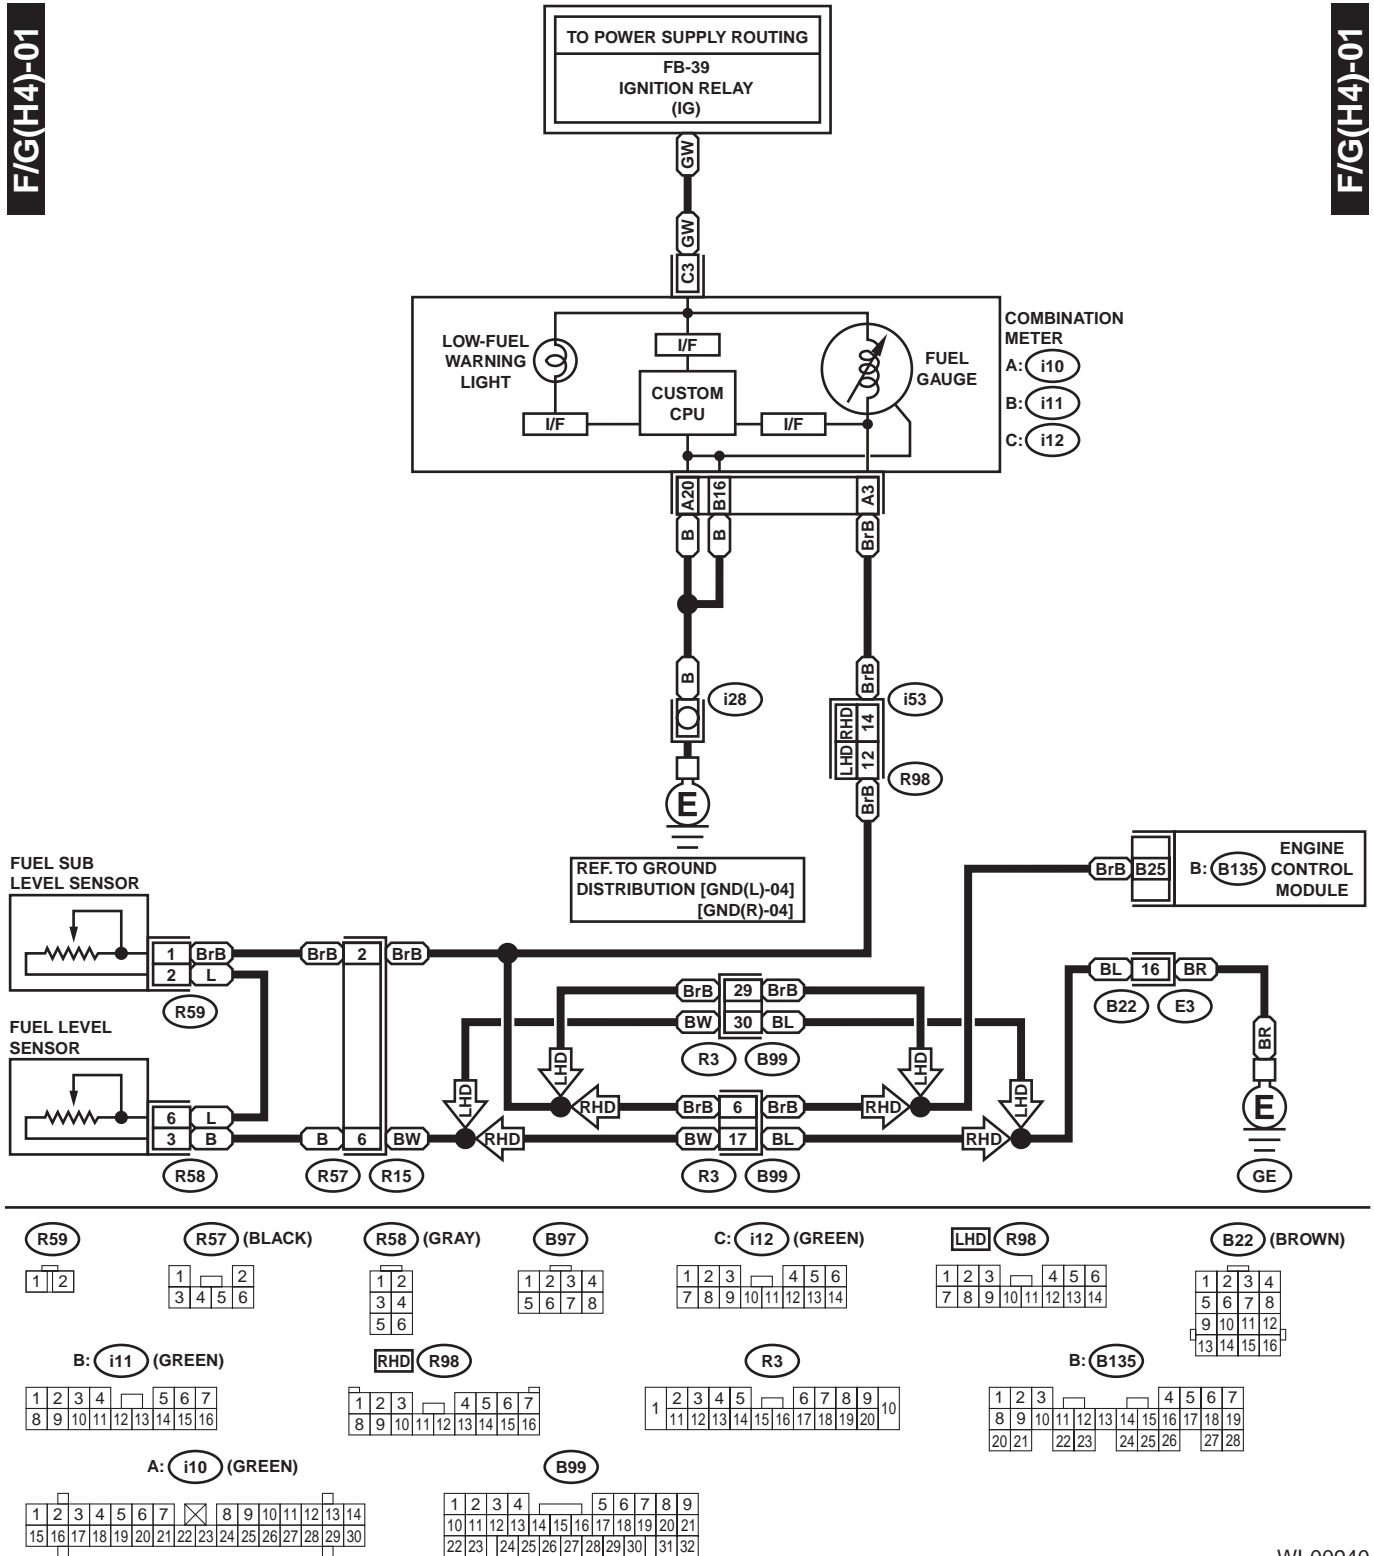 F/G(H4)-01
F/G(H4)-01
TO POWER SUPPLY ROUTING
FB-39
IGNITION RELAY
(IG)
GW
GW
C3
LOW-FUEL
WARNING
LIGHT
I/F
CUSTOM
CPU
I/F
I/F
FUEL
GAUGE
COMBINATION
METER
A: i10
B: i11
C: i12
A20 B16 A3
B B BrB
B i28
BrB i53
RHD 14
LHD 12
R98
BrB
E
REF. TO GROUND
DISTRIBUTION [GND(L)-04]
[GND(R)-04]
BrB B25 B: B135
ENGINE
CONTROL
MODULE
FUEL SUB
LEVEL SENSOR
1 BrB BrB 2 BrB
2 L
R59
BL 16 BR
B22 E3
BR
E
GE
BrB 29 BrB
BW 30 BL
R3 B99
LHD LHD LHD LHD
FUEL LEVEL
SENSOR
6 L
3 B B 6 BW
R58 R57 R15
RHD BrB 6 BrB RHD
RHD BW 17 BL RHD
R3 B99
R59
1 2
R57 (BLACK)
1 2
3 4 5 6
R58 (GRAY)
1 2
3 4
5 6
B97
1 2 3 4
5 6 7 8
C: i12 (GREEN)
1 2 3 4 5 6
7 8 9 10 11 12 13 14
LHD R98
1 2 3 4 5 6
7 8 9 10 11 12 13 14
B22 (BROWN)
1 2 3 4
5 6 7 8
9 10 11 12
13 14 15 16
B: i11 (GREEN)
1 2 3 4 5 6 7
8 9 10 11 12 13 14 15 16
RHD R98
1 2 3 4 5 6 7
8 9 10 11 12 13 14 15 16
R3
1 2 3 4 5 6 7 8 9 10
11 12 13 14 15 16 17 18 19 20
B: B135
1 2 3 4 5 6 7
8 9 10 11 12 13 14 15 16 17 18 19
20 21 22 23 24 25 26 27 28
A: i10 (GREEN)
1 2 3 4 5 6 7 8 9 10 11 12 13 14
15 16 17 18 19 20 21 22 23 24 25 26 27 28 29 30
B99
1 2 3 4 5 6 7 8 9
10 11 12 13 14 15 16 17 18 19 20 21
22 23 24 25 26 27 28 29 30 31 32